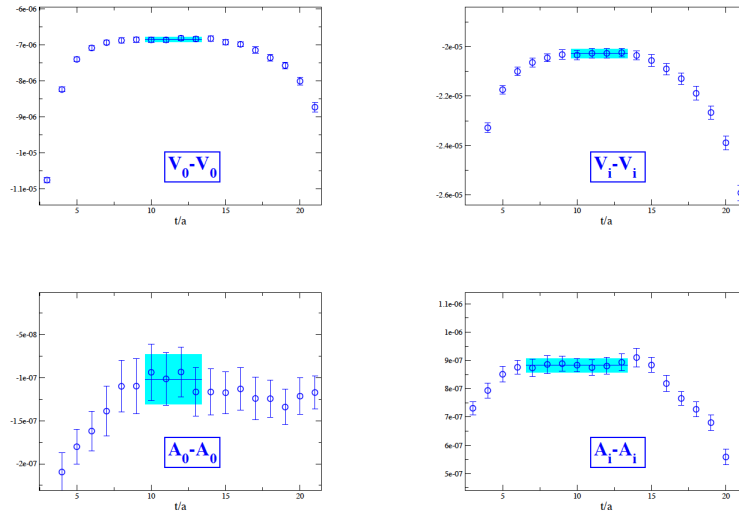 -6e-06
-7e-06
-8e-06
-9e-06
-1e-05
-1.1e-05
5
10
15
20
t/a
V0-V0
-2e-05
-2.2e-05
-2.4e-05
-2.6e-05
5
10
15
20
t/a
Vi-Vi
-5e-08
-1e-07
-1.5e-07
-2e-07
5
10
15
20
t/a
A0-A0
1.1e-06
1e-06
9e-07
8e-07
7e-07
6e-07
5e-07
5
10
15
20
t/a
Ai-Ai